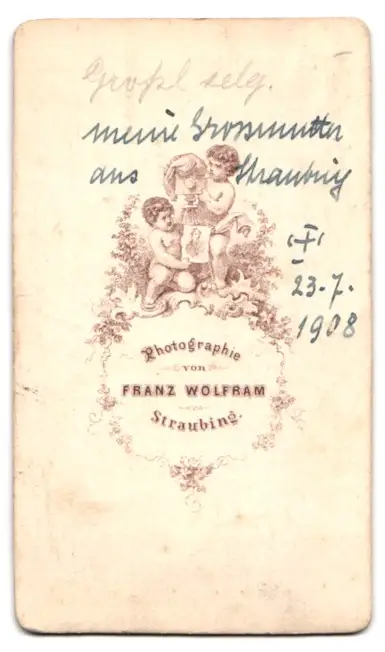 Großl selg.
meine Grossmutter
aus Straubing
(†)
23.7.
1908
Photographie
von
FRANZ WOLFRAM
Straubing.